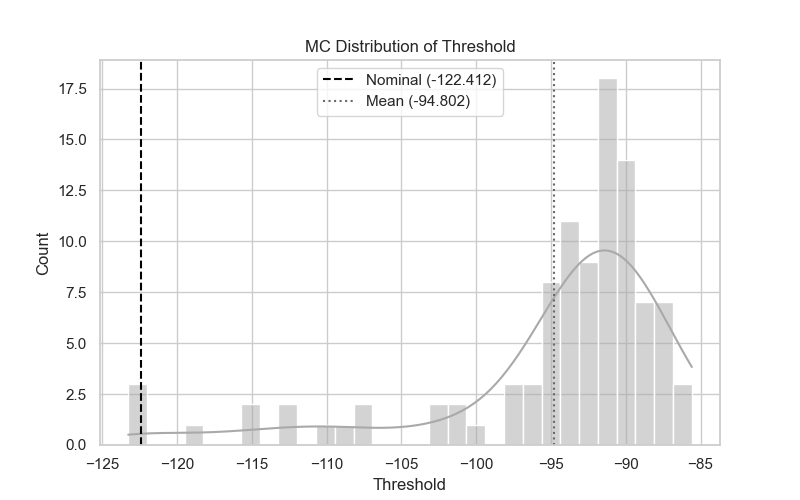 MC Distribution of Threshold
Nominal (-122.412)
Mean (-94.802)
Count
17.5
15.0
12.5
10.0
7.5
5.0
2.5
0.0
−125 −120 −115 −110 −105 −100 −95 −90 −85
Threshold